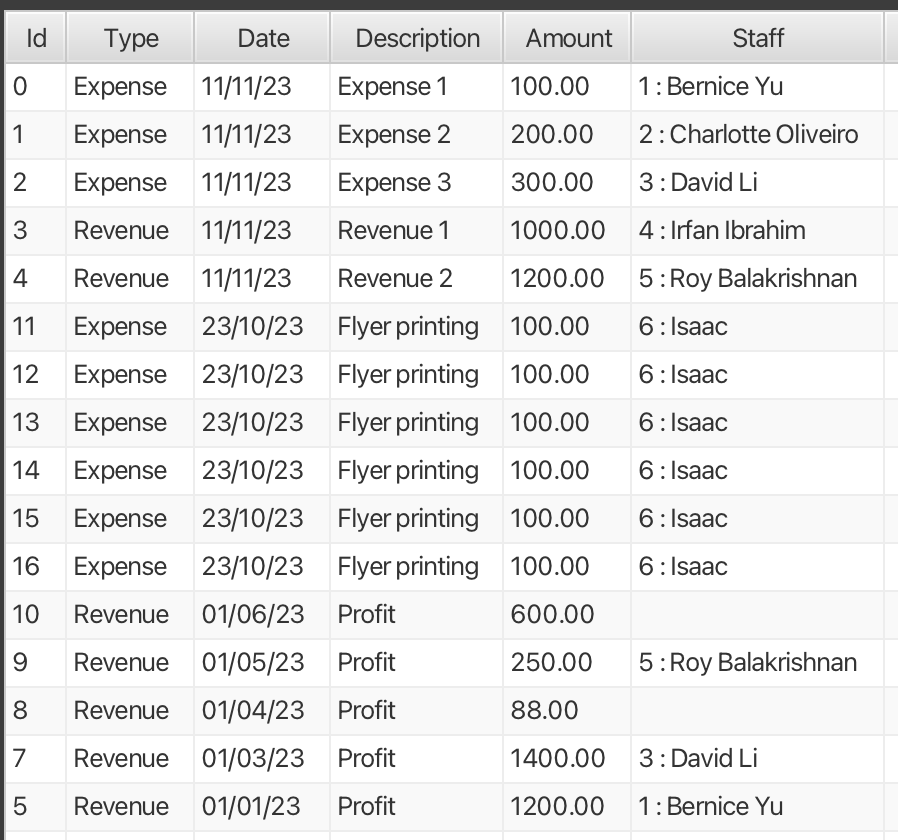 Id Type Date Description Amount Staff
0 Expense 11/11/23 Expense 1 100.00 1 : Bernice Yu
1 Expense 11/11/23 Expense 2 200.00 2 : Charlotte Oliveiro
2 Expense 11/11/23 Expense 3 300.00 3 : David Li
3 Revenue 11/11/23 Revenue 1 1000.00 4 : Irfan Ibrahim
4 Revenue 11/11/23 Revenue 2 1200.00 5 : Roy Balakrishnan
11 Expense 23/10/23 Flyer printing 100.00 6 : Isaac
12 Expense 23/10/23 Flyer printing 100.00 6 : Isaac
13 Expense 23/10/23 Flyer printing 100.00 6 : Isaac
14 Expense 23/10/23 Flyer printing 100.00 6 : Isaac
15 Expense 23/10/23 Flyer printing 100.00 6 : Isaac
16 Expense 23/10/23 Flyer printing 100.00 6 : Isaac
10 Revenue 01/06/23 Profit 600.00
9 Revenue 01/05/23 Profit 250.00 5 : Roy Balakrishnan
8 Revenue 01/04/23 Profit 88.00
7 Revenue 01/03/23 Profit 1400.00 3 : David Li
5 Revenue 01/01/23 Profit 1200.00 1 : Bernice Yu